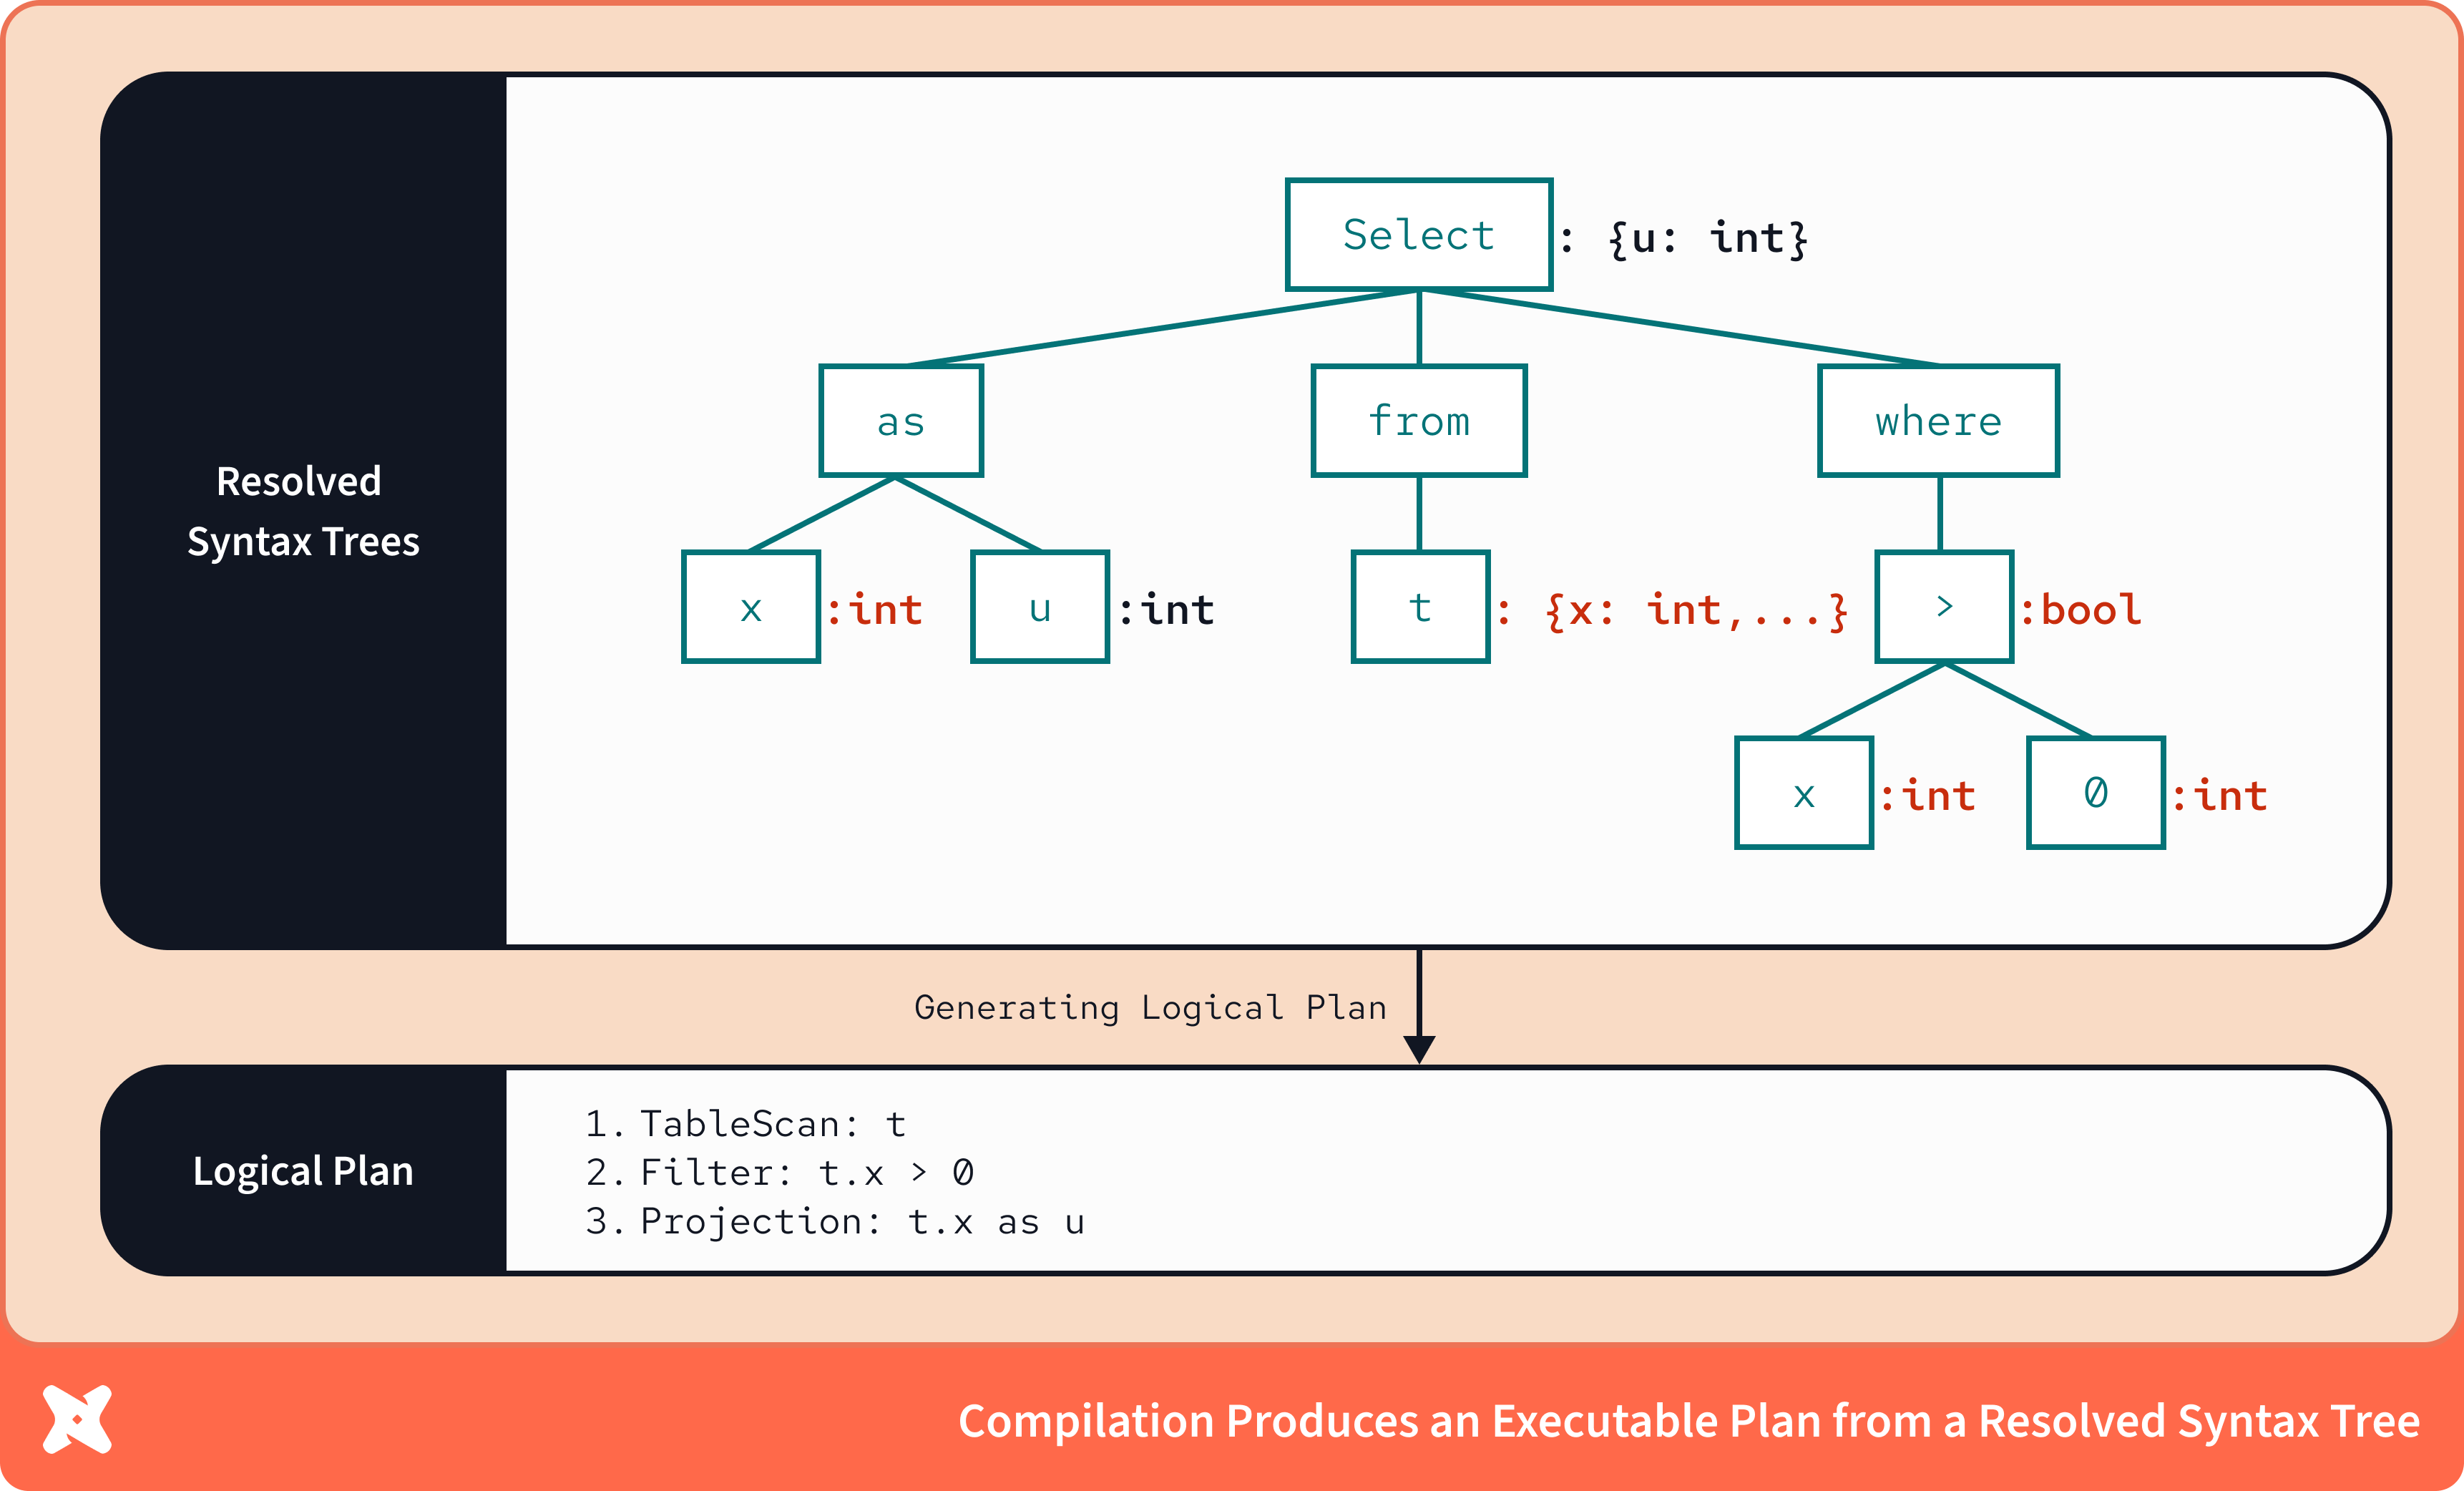 Resolved
Syntax Trees
Select : {u: int}
as
from
where
x :int
u :int
t : {x: int,...}
> :bool
x :int
0 :int
Generating Logical Plan
Logical Plan
1. TableScan: t
2. Filter: t.x > 0
3. Projection: t.x as u
Compilation Produces an Executable Plan from a Resolved Syntax Tree